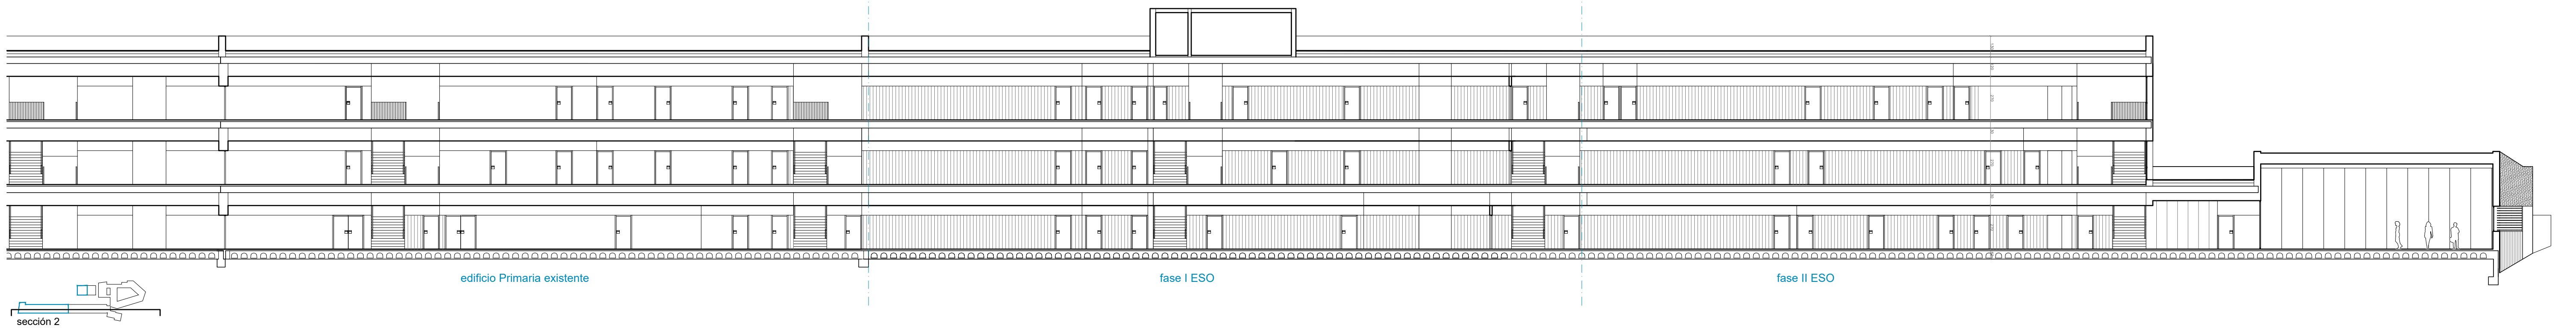 edificio Primaria existente
fase I ESO
fase II ESO
sección 2